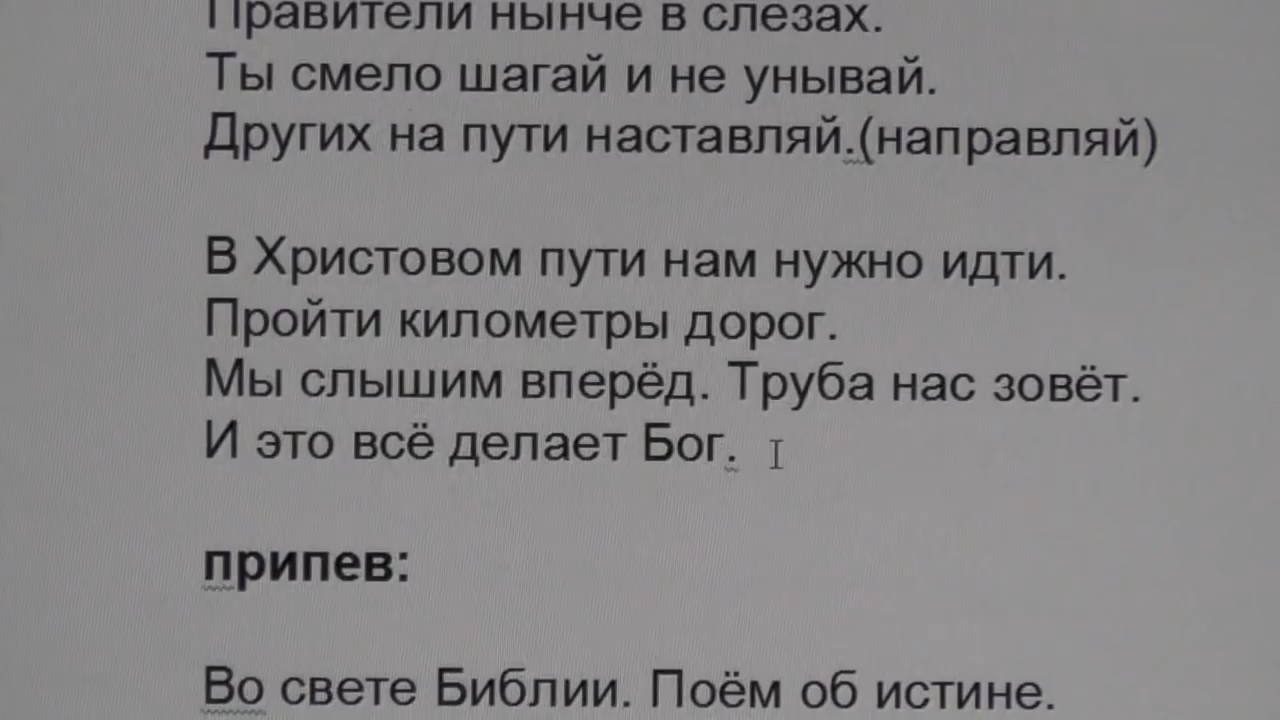 Правители нынче в слезах.
Ты смело шагай и не унывай.
Других на пути наставляй.(направляй)
В Христовом пути нам нужно идти.
Пройти километры дорог.
Мы слышим вперёд. Труба нас зовёт.
И это всё делает Бог.
припев:
Во свете Библии. Поём об истине.